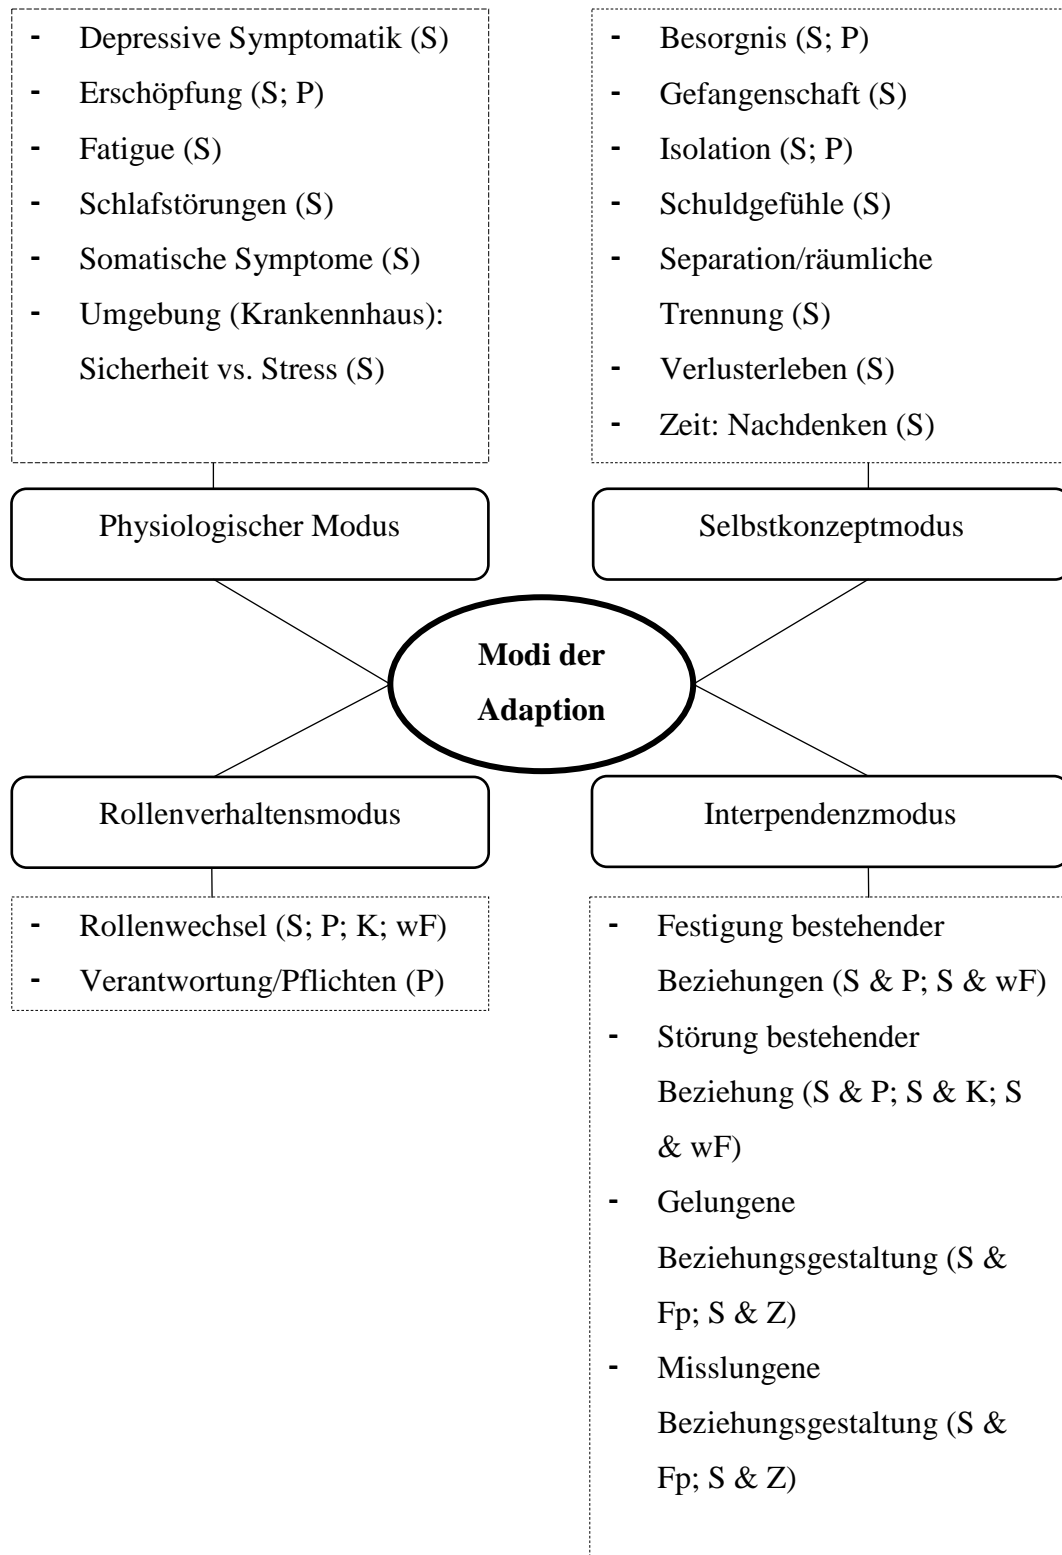 - Depressive Symptomatik (S)
- Erschöpfung (S; P)
- Fatigue (S)
- Schlafstörungen (S)
- Somatische Symptome (S)
- Umgebung (Krankennhaus):
Sicherheit vs. Stress (S)
- Besorgnis (S; P)
- Gefangenschaft (S)
- Isolation (S; P)
- Schuldgefühle (S)
- Separation/räumliche
Trennung (S)
- Verlusterleben (S)
- Zeit: Nachdenken (S)
Physiologischer Modus
Selbstkonzeptmodus
Modi der
Adaption
Rollenverhaltensmodus
Interpendenzmodus
- Rollenwechsel (S; P; K; wF)
- Verantwortung/Pflichten (P)
- Festigung bestehender
Beziehungen (S & P; S & wF)
- Störung bestehender
Beziehung (S & P; S & K; S
& wF)
- Gelungene
Beziehungsgestaltung (S &
Fp; S & Z)
- Misslungene
Beziehungsgestaltung (S &
Fp; S & Z)